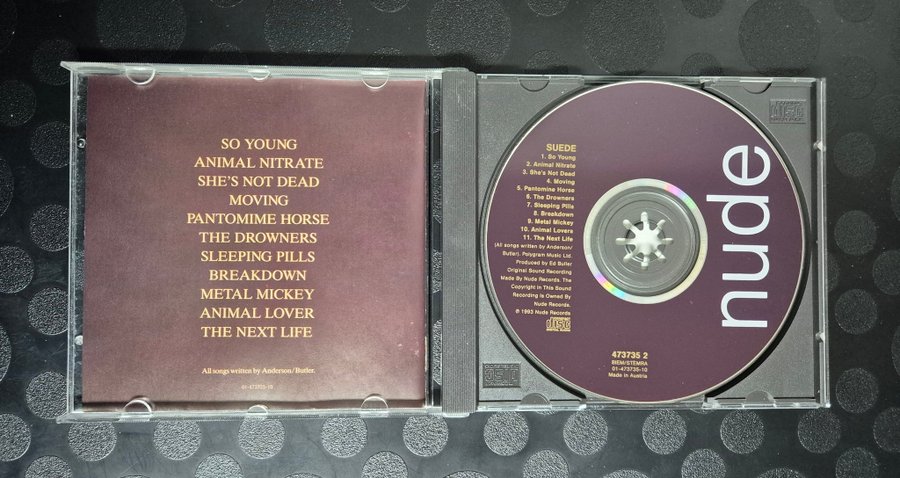 SO YOUNG
ANIMAL NITRATE
SHE'S NOT DEAD
MOVING
PANTOMIME HORSE
THE DROWNERS
SLEEPING PILLS
BREAKDOWN
METAL MICKEY
ANIMAL LOVER
THE NEXT LIFE
All songs written by Anderson/Butler.
01-473735-10
SUEDE
1. So Young
2. Animal Nitrate
3. She's Not Dead
4. Moving
5. Pantomime Horse
6. The Drowners
7. Sleeping Pills
8. Breakdown
9. Metal Mickey
10. Animal Lovers
11. The Next Life
(All songs written by Anderson/
Butler). Polygram Music Ltd.
Produced by Ed Buller
Original Sound Recording
Made By Nude Records. The
Copyright In This Sound
Recording is Owned By
Nude Records.
℗ 1993 Nude Records
disc
nude
473735 2
BIEM/STEMRA
01-473735-10
Made in Austria